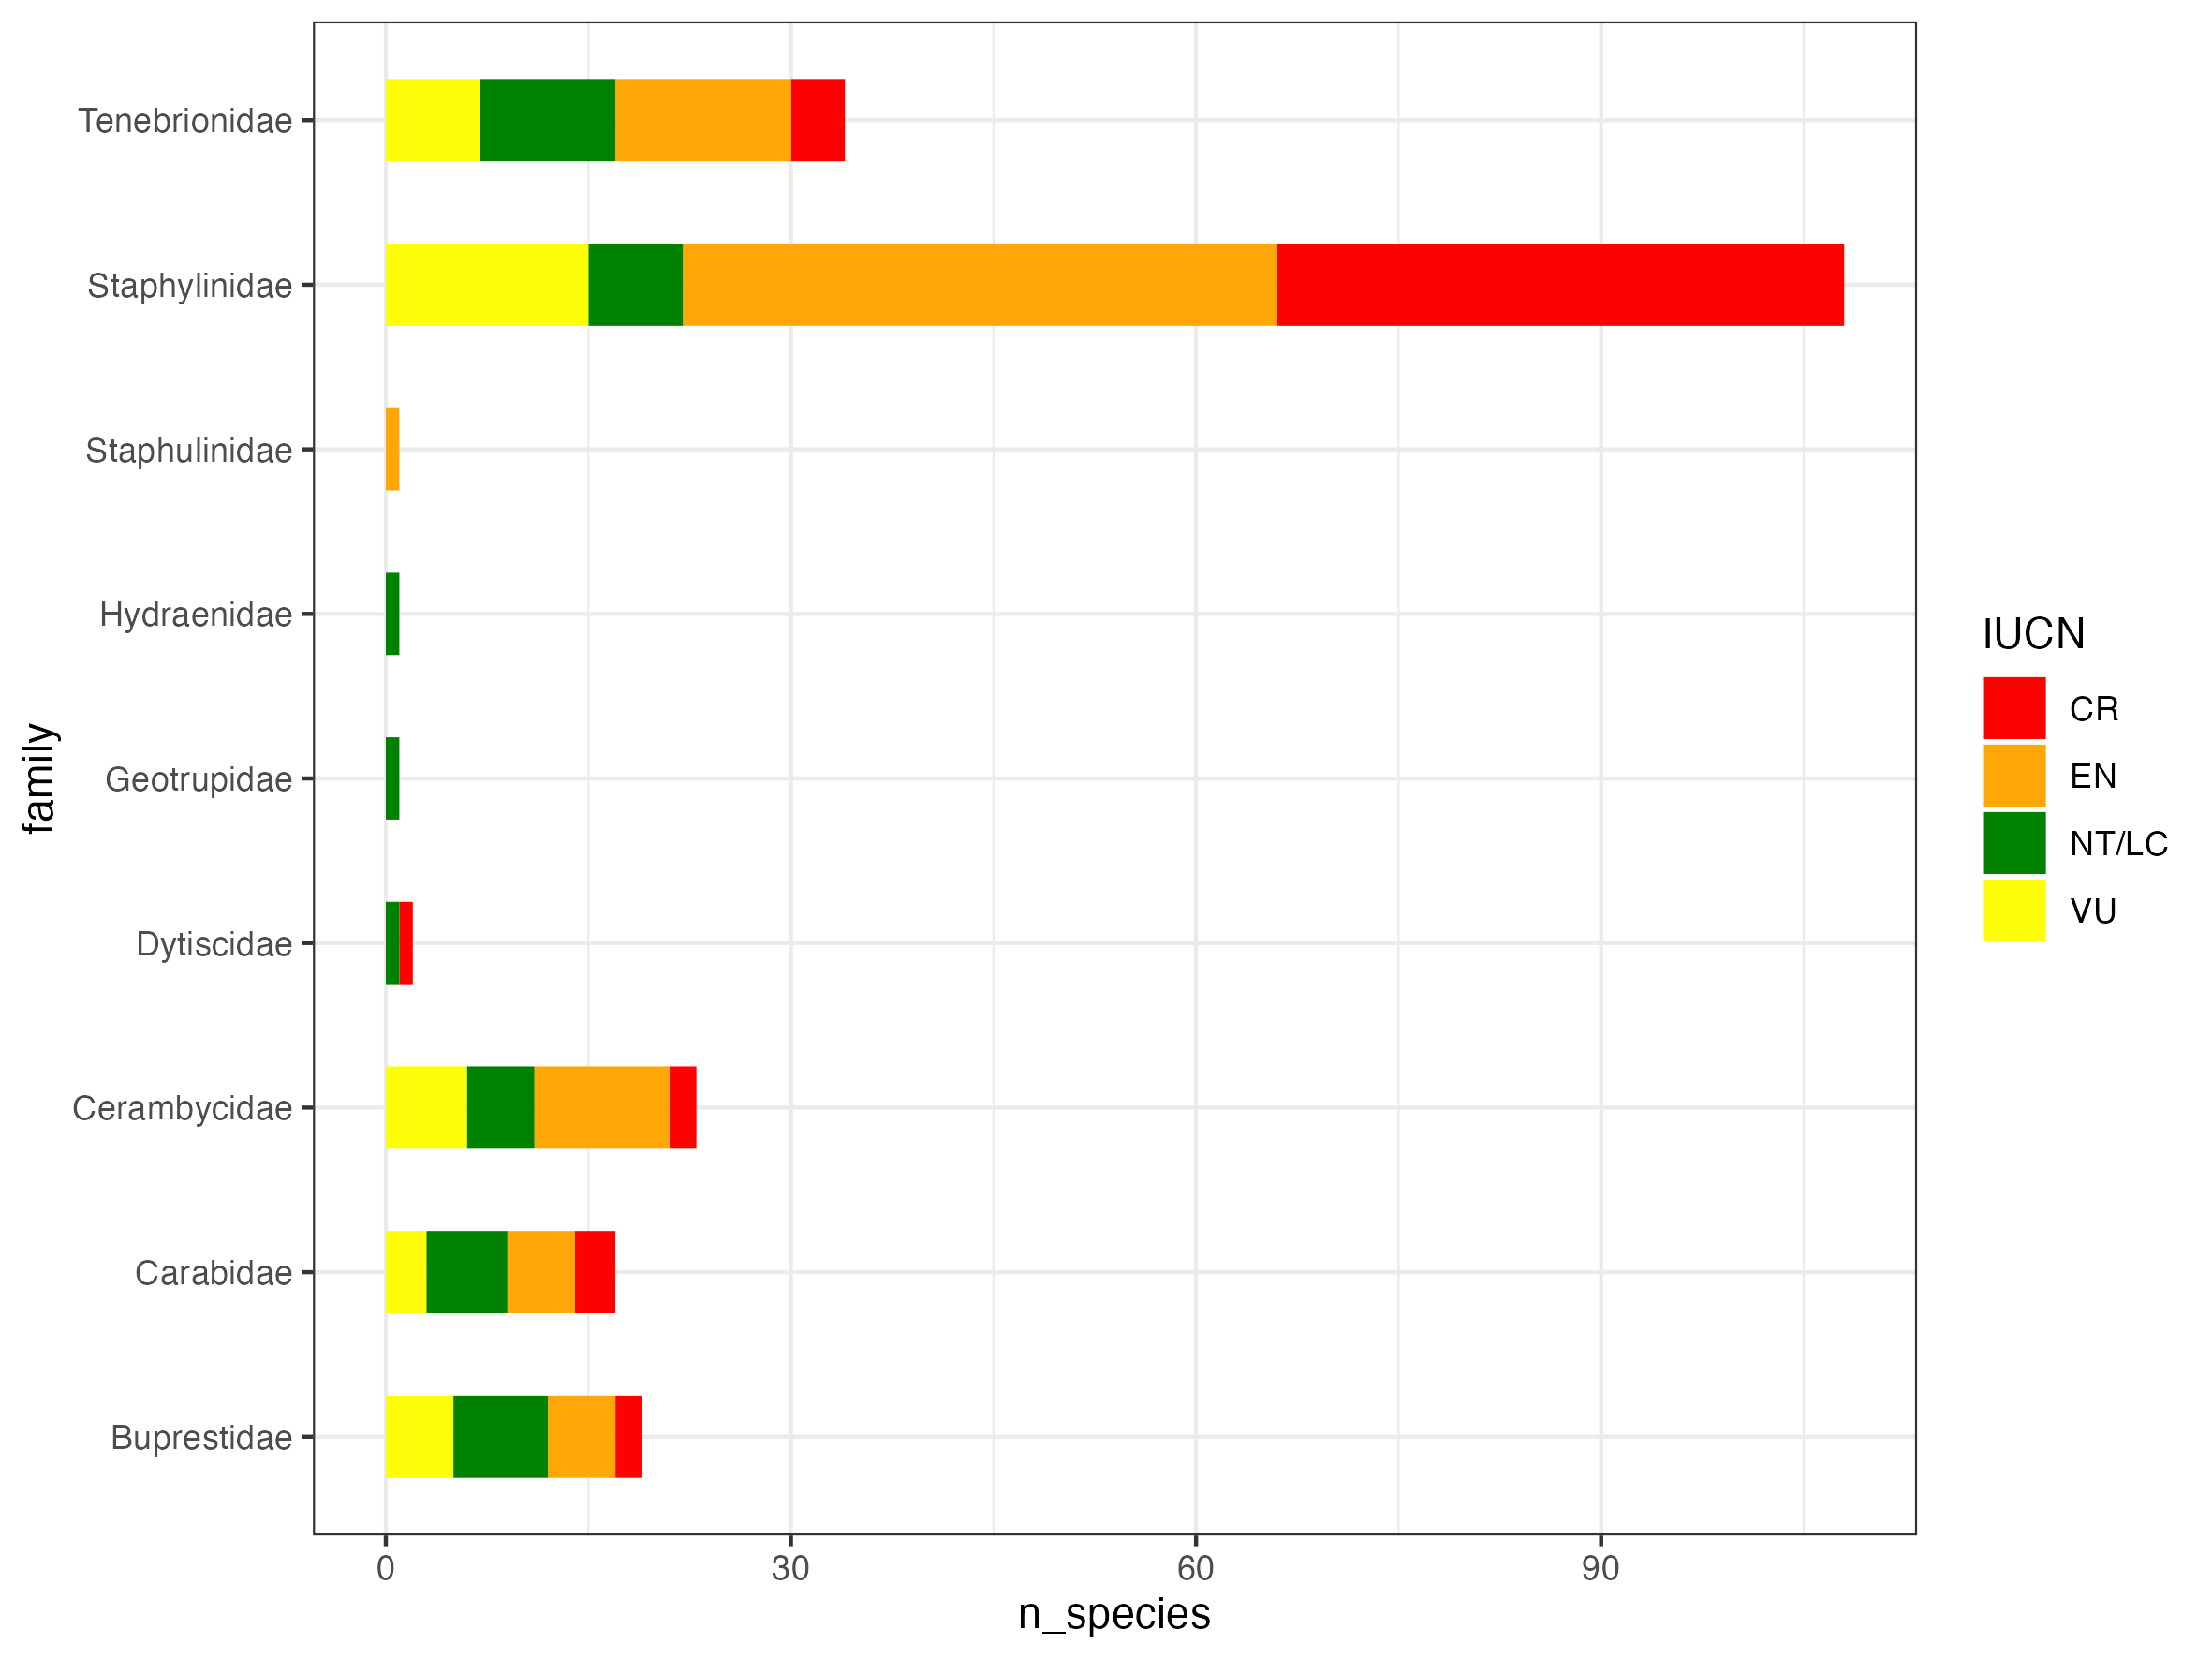 Tenebrionidae
Staphylinidae
Staphulinidae
Hydraenidae
Geotrupidae
Dytiscidae
Cerambycidae
Carabidae
Buprestidae
family
0 30 60 90
n_species
IUCN
CR
EN
NT/LC
VU